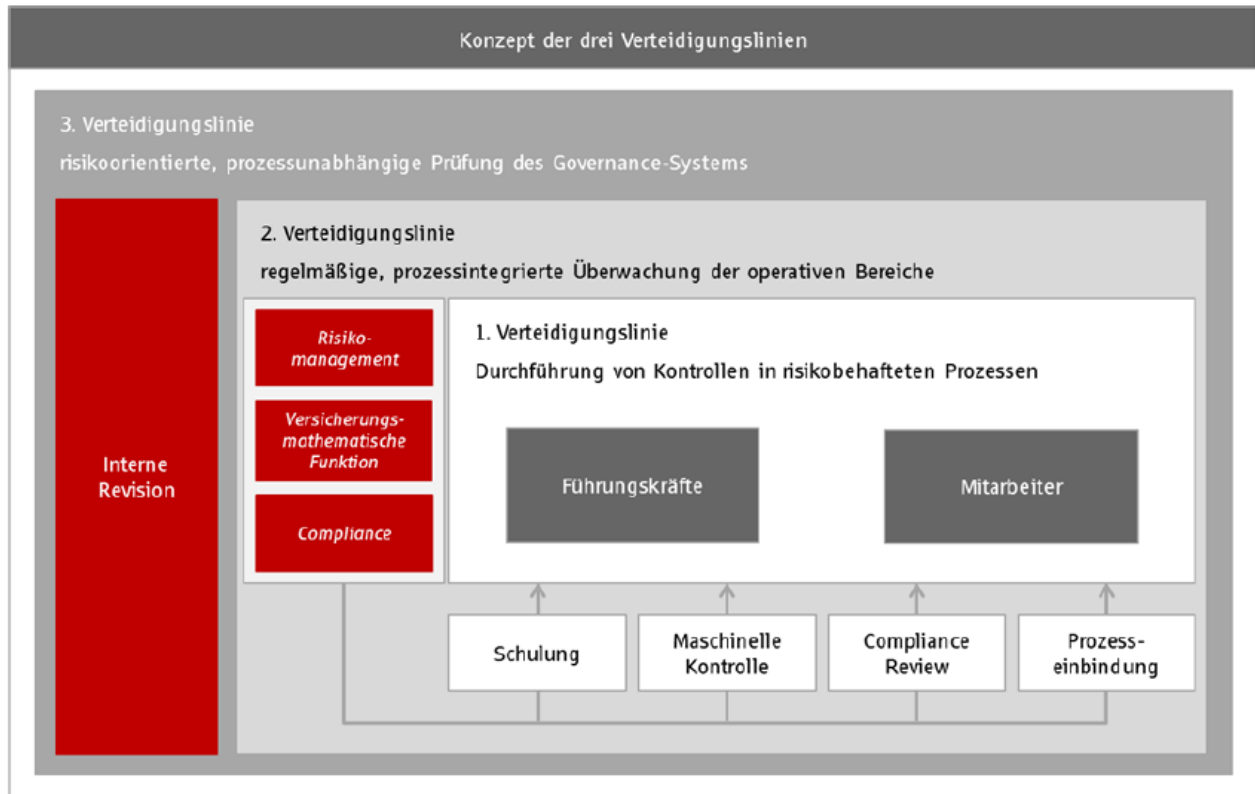 Konzept der drei Verteidigungslinien
3. Verteidigungslinie
risikoorientierte, prozessunabhängige Prüfung des Governance-Systems
Interne
Revision
2. Verteidigungslinie
regelmäßige, prozessintegrierte Überwachung der operativen Bereiche
Risiko-
management
Versicherungs-
mathematische
Funktion
Compliance
1. Verteidigungslinie
Durchführung von Kontrollen in risikobehafteten Prozessen
Führungskräfte
Mitarbeiter
Schulung
Maschinelle
Kontrolle
Compliance
Review
Prozess-
einbindung